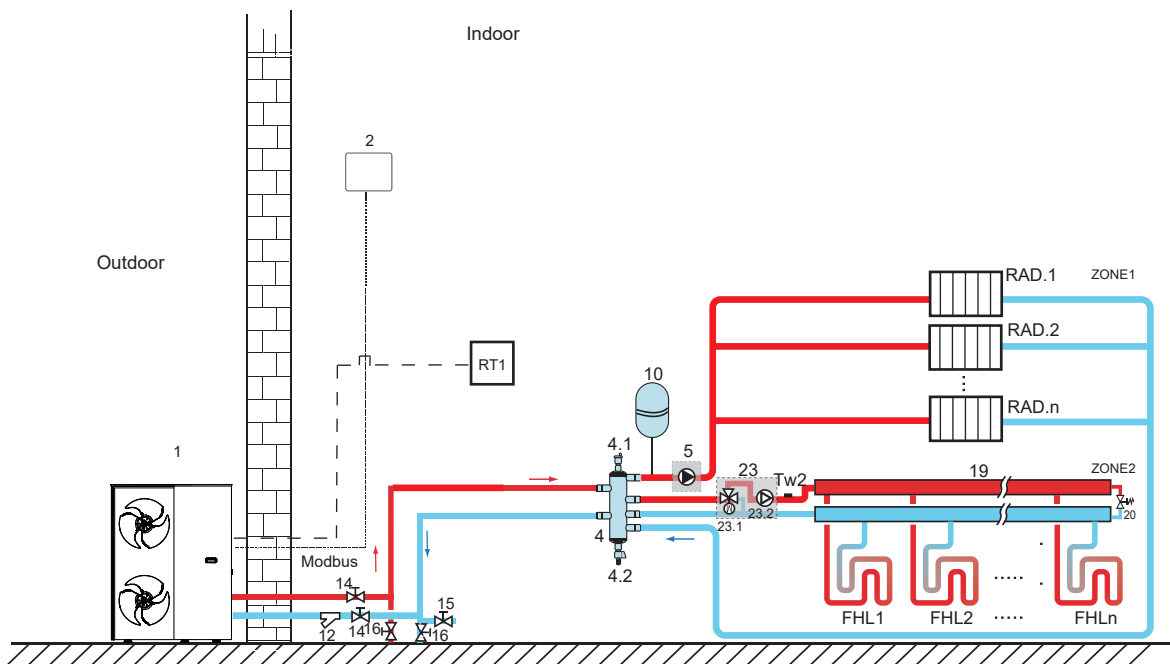 Indoor
2
Outdoor
RAD.1
ZONE1
RAD.2
RT1
10
RAD.n
4.1
5
1
23
Tw2
19
ZONE2
20
23.1
23.2
4
Modbus
4.2
14
15
12
14
16
16
FHL1
FHL2
FHLn